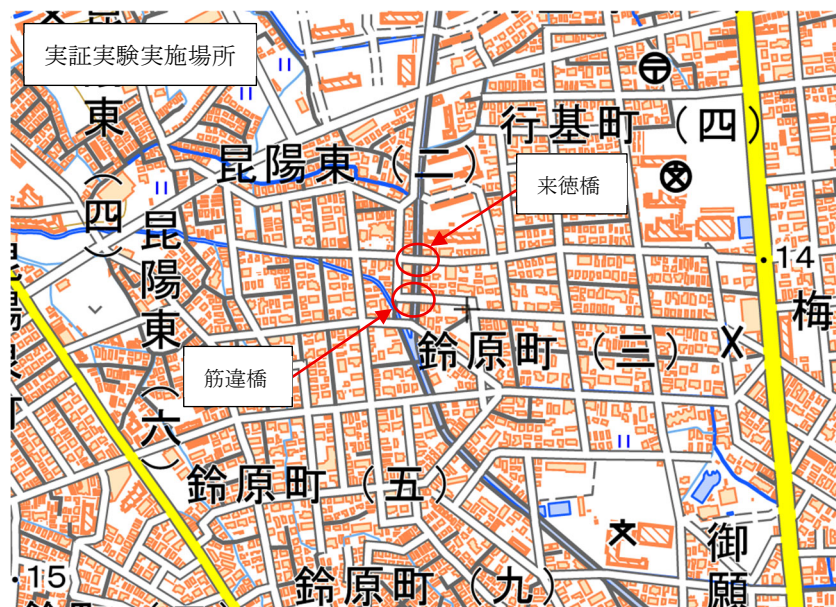 実証実験実施場所
昆陽東（四）
行基町（四）
昆陽東（二）
来徳橋
昆陽東（六）
14
梅
筋違橋
鈴原町（三）
鈴原町（五）
御願
15
鈴原町（九）